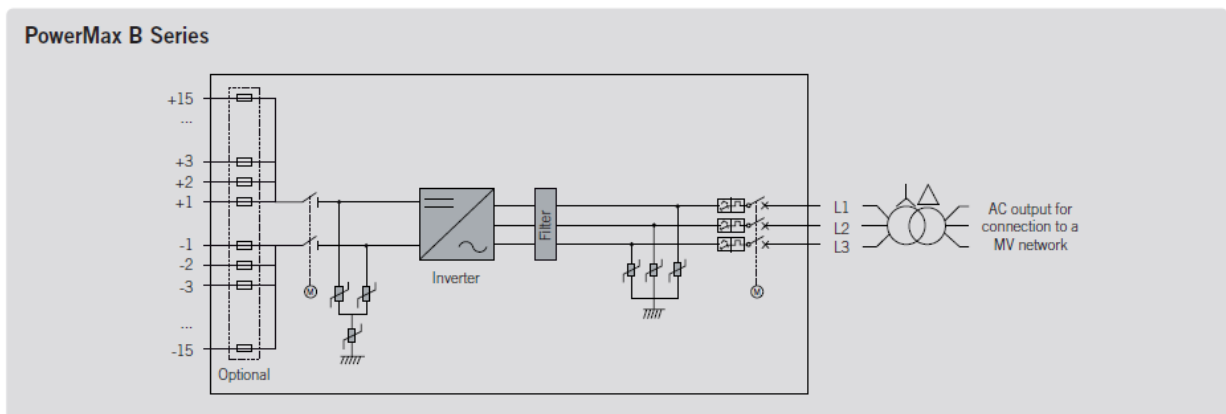 PowerMax B Series
+15
...
+3
+2
+1
-1
-2
-3
...
-15
Optional
M
Inverter
Filter
M
L1
L2
L3
AC output for
connection to a
MV network